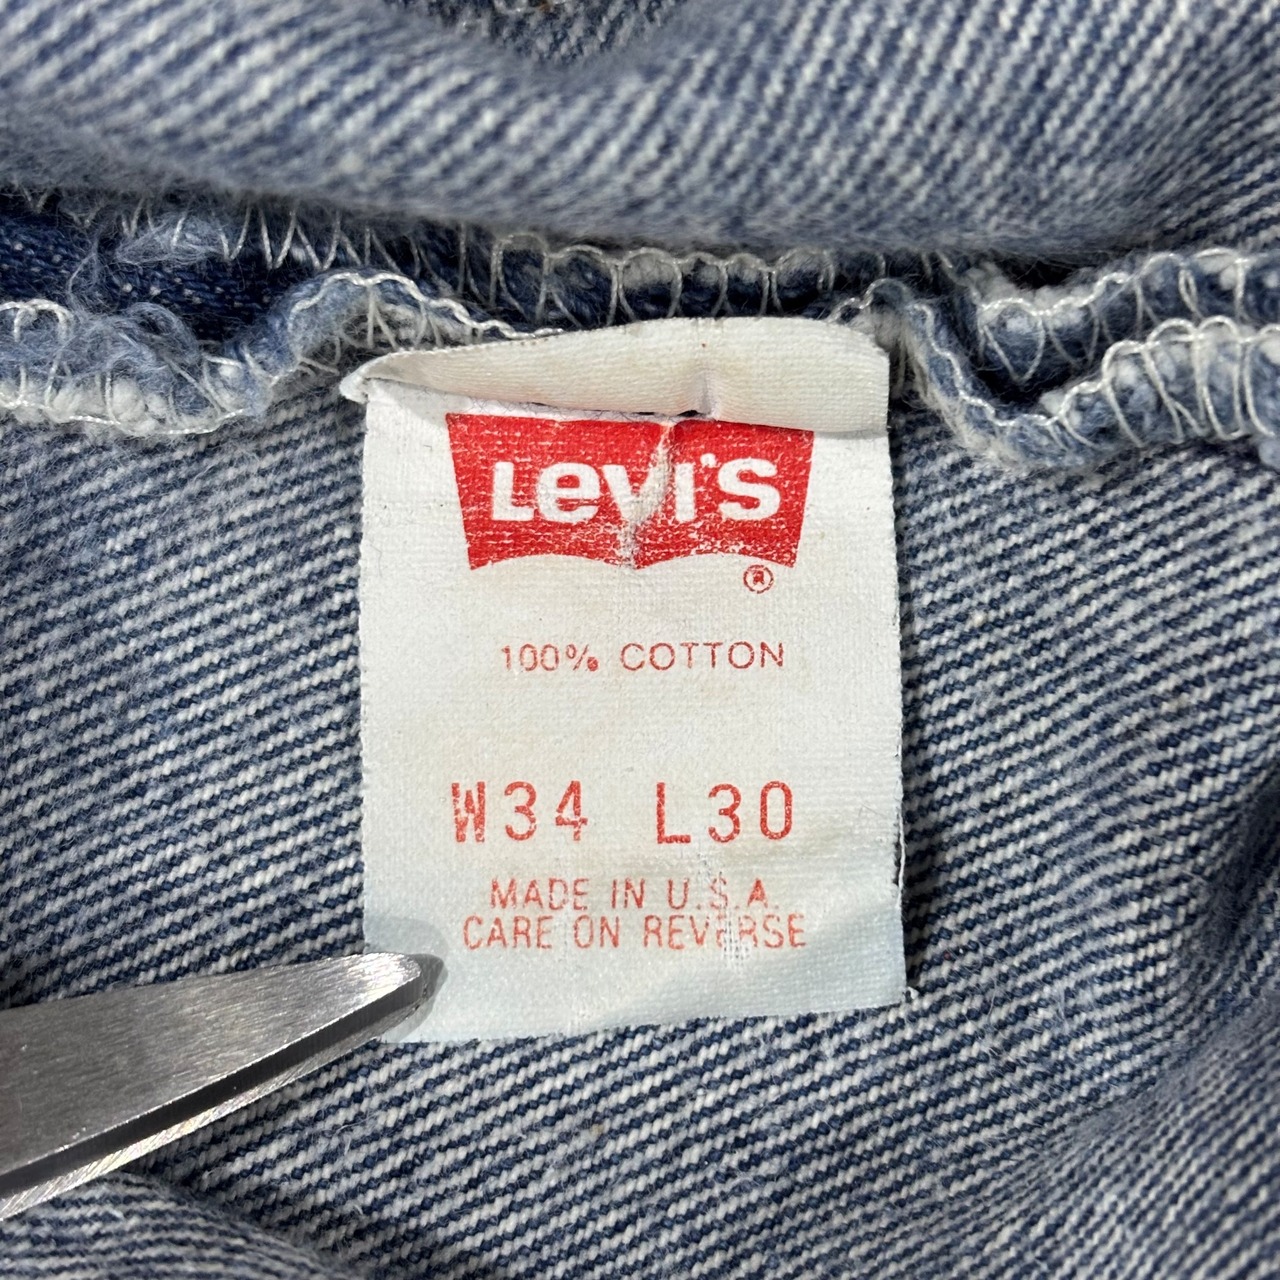 Levi's
®
100% COTTON
W34 L30
MADE IN U.S.A.
CARE ON REVERSE